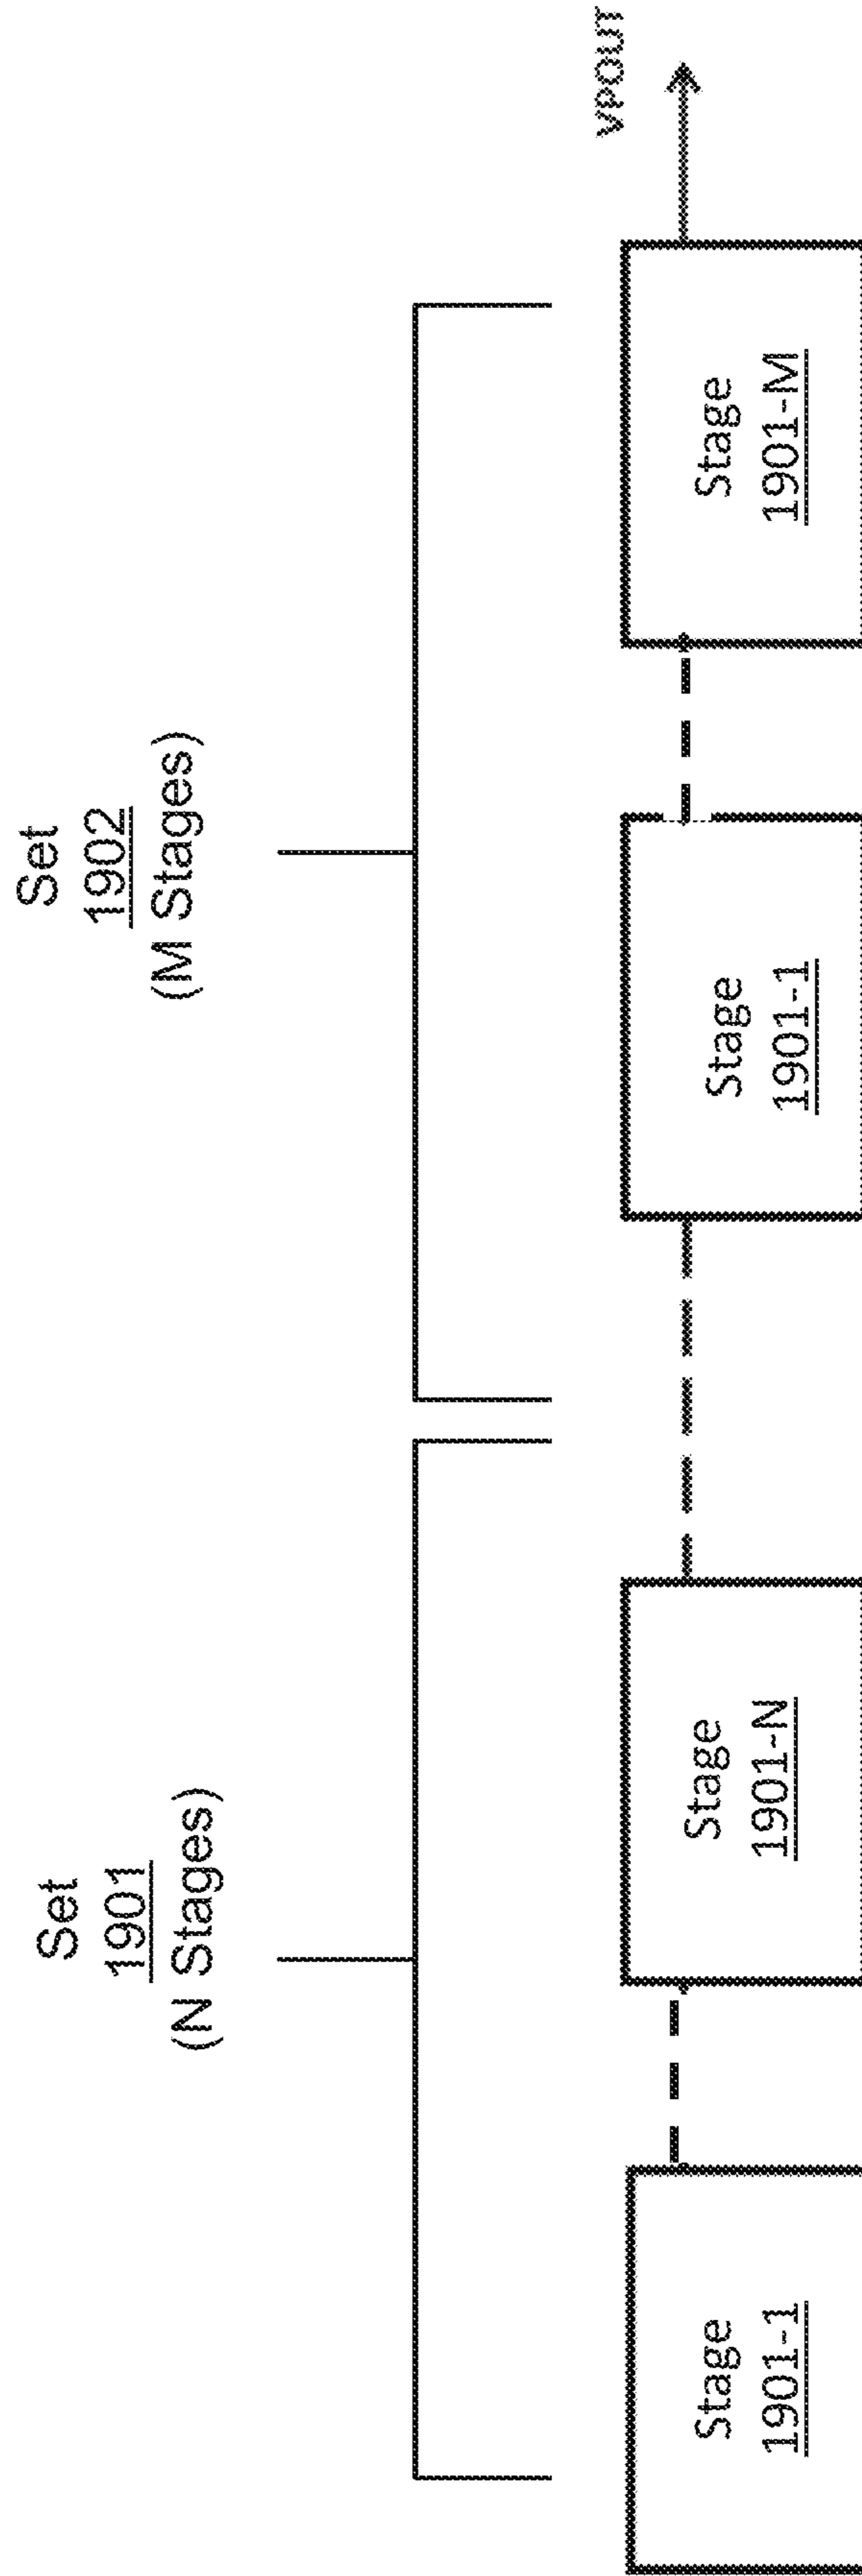 Set
1901
(N Stages)
Set
1902
(M Stages)
Stage
1901-1
Stage
1901-N
Stage
1901-1
Stage
1901-M
VPOUT